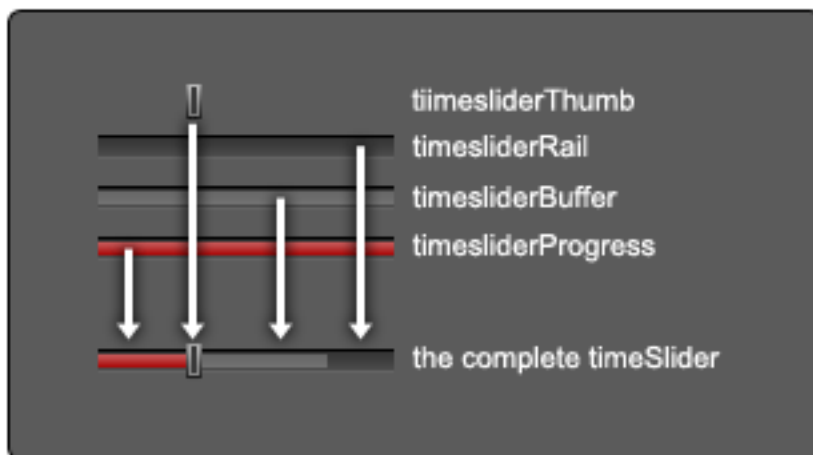 tiimesliderThumb
timesliderRail
timesliderBuffer
timesliderProgress
the complete timeSlider